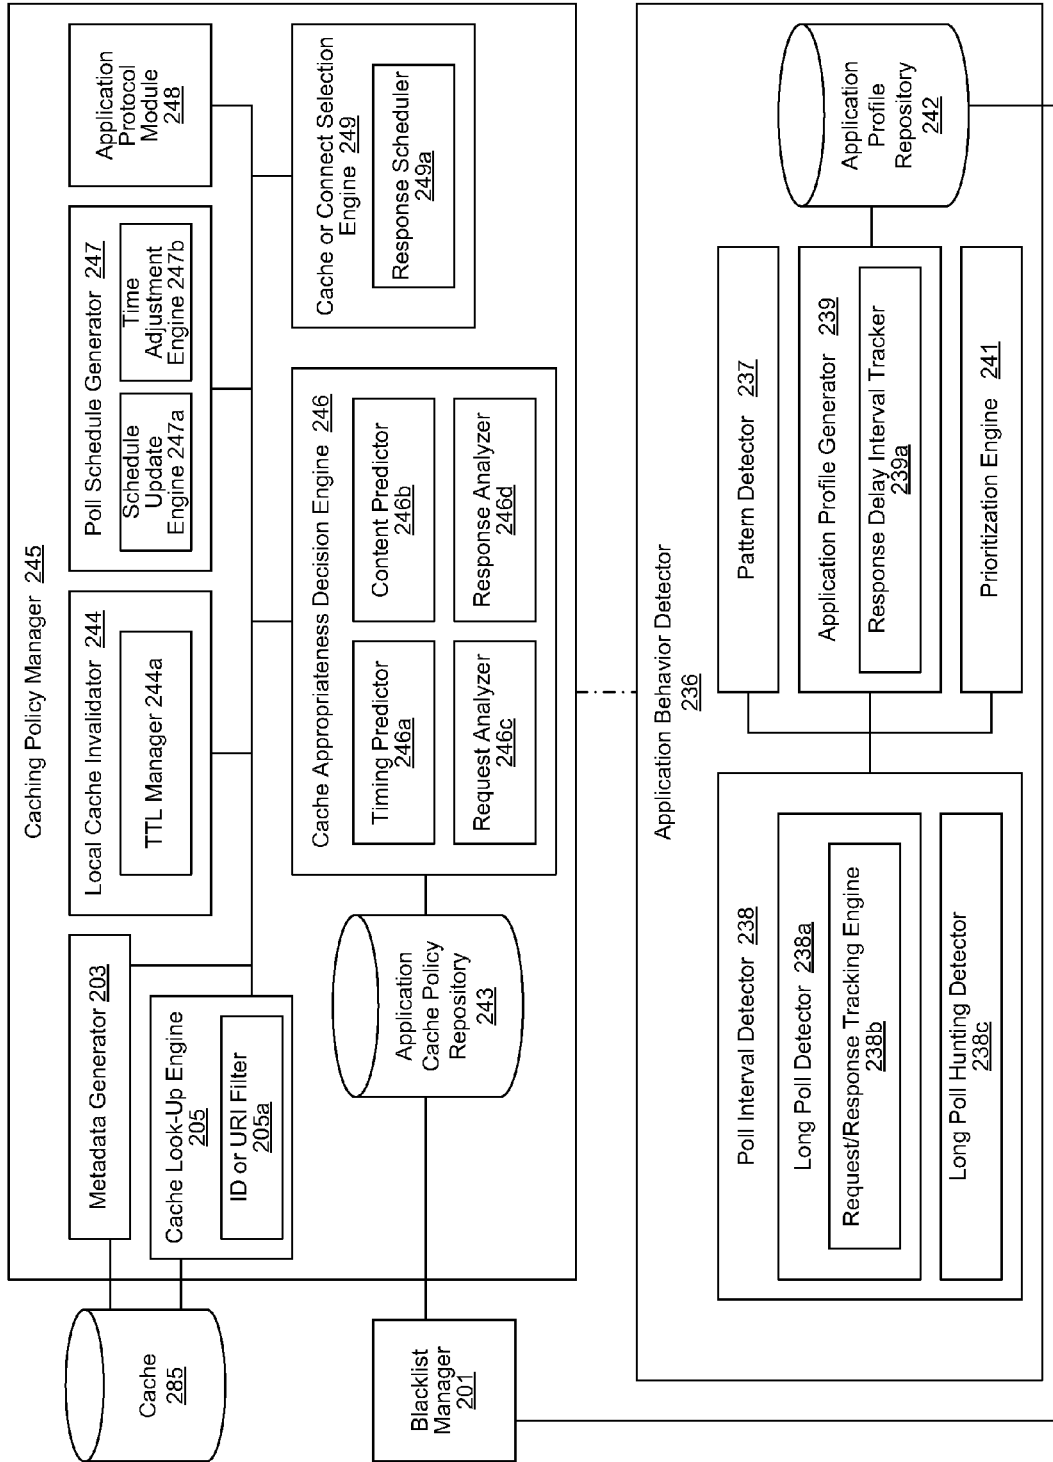 Cache
285
Metadata Generator 203
Cache Look-Up Engine
205
ID or URI Filter
205a
Blacklist
Manager
201
Caching Policy Manager 245
Local Cache Invalidator 244
TTL Manager 244a
Poll Schedule Generator 247
Schedule
Update
Engine 247a
Time
Adjustment
Engine 247b
Application
Protocol
Module
248
Application
Cache Policy
Repository
243
Cache Appropriateness Decision Engine 246
Timing Predictor
246a
Content Predictor
246b
Request Analyzer
246c
Response Analyzer
246d
Cache or Connect Selection
Engine 249
Response Scheduler
249a
Application Behavior Detector
236
Poll Interval Detector 238
Long Poll Detector 238a
Request/Response Tracking Engine
238b
Long Poll Hunting Detector
238c
Pattern Detector 237
Application Profile Generator 239
Response Delay Interval Tracker
239a
Prioritization Engine 241
Application
Profile
Repository
242